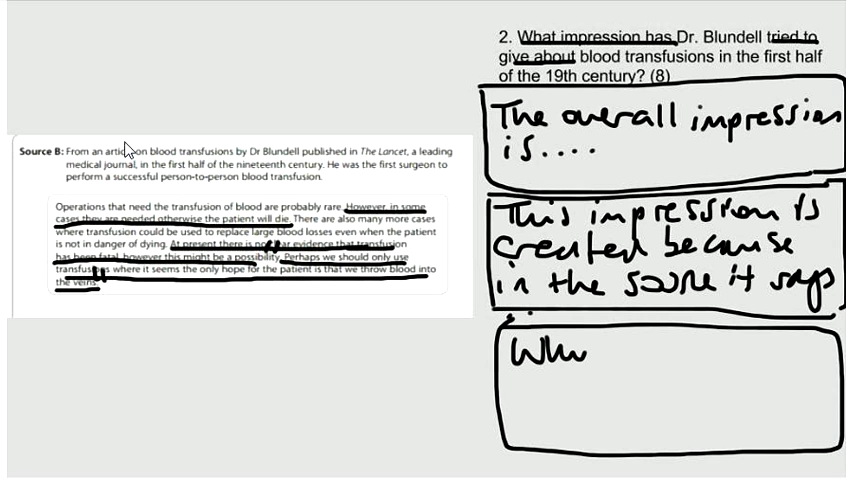 2. What impression has Dr. Blundell tried to
give about blood transfusions in the first half
of the 19th century? (8)
The overall impression
is....
Source B: From an on blood transfusions by Dr Blundell published in The Lancet, a leading
medical journal, in the first half of the nineteenth century. He was the first surgeon to
perform a successful person-to-person blood transfusion.
Operations that need the transfusion of blood are probably rare. However, in some
cases they are needed otherwise the patient will die. There are also many more cases
where transfusion could be used to replace large blood losses even when the patient
is not in danger of dying. At present there is no evidence that transfusion
has been fatal, however this might be a possibility. Perhaps we should only use
where it seems the only hope for the patient is that we throw blood into
the veins.
This impression is
created because
in the source it says